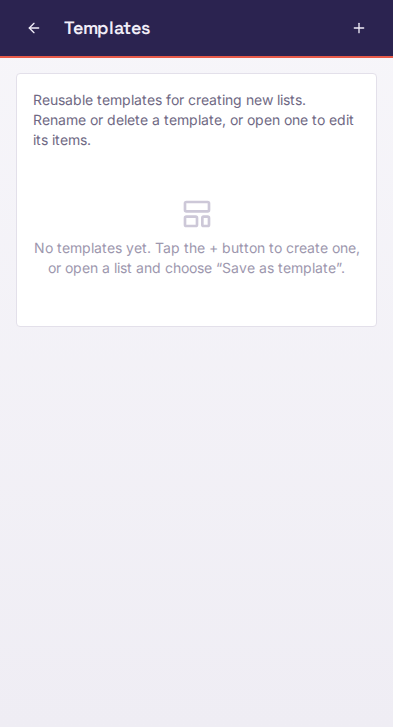 Templates
Reusable templates for creating new lists.
Rename or delete a template, or open one to edit
its items.
No templates yet. Tap the + button to create one,
or open a list and choose “Save as template”.